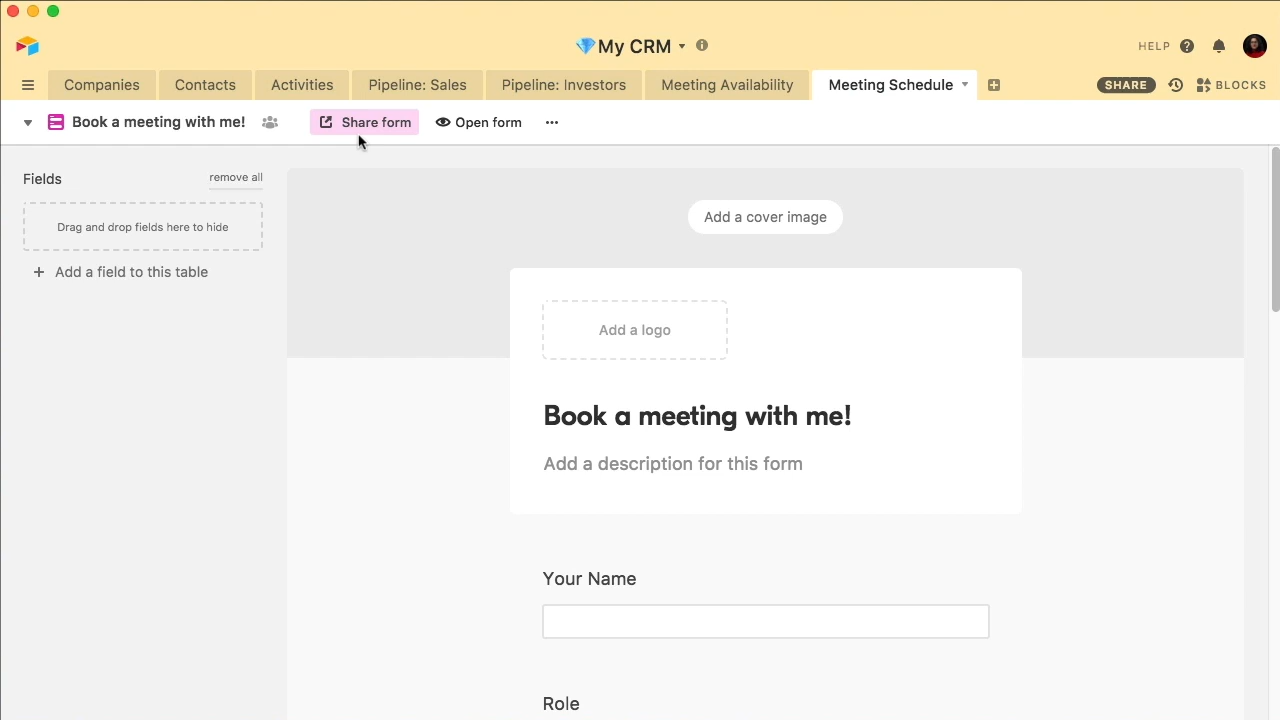 💎My CRM
HELP
Companies
Contacts
Activities
Pipeline: Sales
Pipeline: Investors
Meeting Availability
Meeting Schedule
SHARE
BLOCKS
Book a meeting with me!
Share form
Open form
Fields
remove all
Drag and drop fields here to hide
+ Add a field to this table
Add a cover image
Add a logo
Book a meeting with me!
Add a description for this form
Your Name
Role